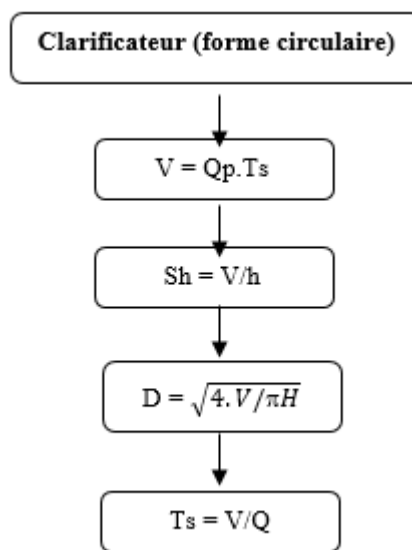 Clarificateur (forme circulaire)
V = Qp.Ts
Sh = V/h
D = √4.V/πH
Ts = V/Q